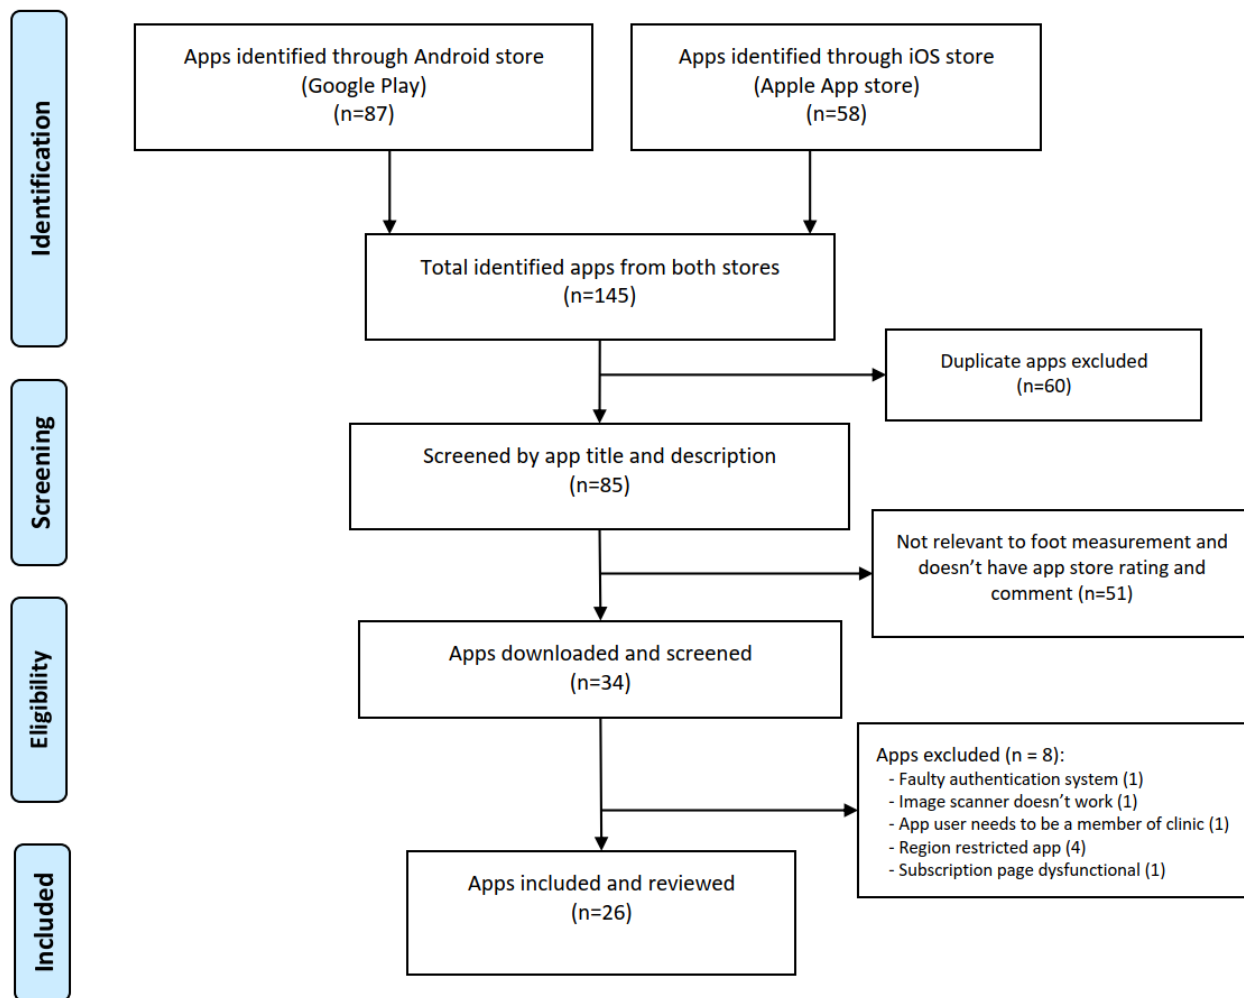 Identification
Apps identified through Android store
(Google Play)
(n=87)
Apps identified through iOS store
(Apple App store)
(n=58)
Total identified apps from both stores
(n=145)
Duplicate apps excluded
(n=60)
Screening
Screened by app title and description
(n=85)
Not relevant to foot measurement and
doesn’t have app store rating and
comment (n=51)
Eligibility
Apps downloaded and screened
(n=34)
Apps excluded (n = 8):
- Faulty authentication system (1)
- Image scanner doesn’t work (1)
- App user needs to be a member of clinic (1)
- Region restricted app (4)
- Subscription page dysfunctional (1)
Included
Apps included and reviewed
(n=26)